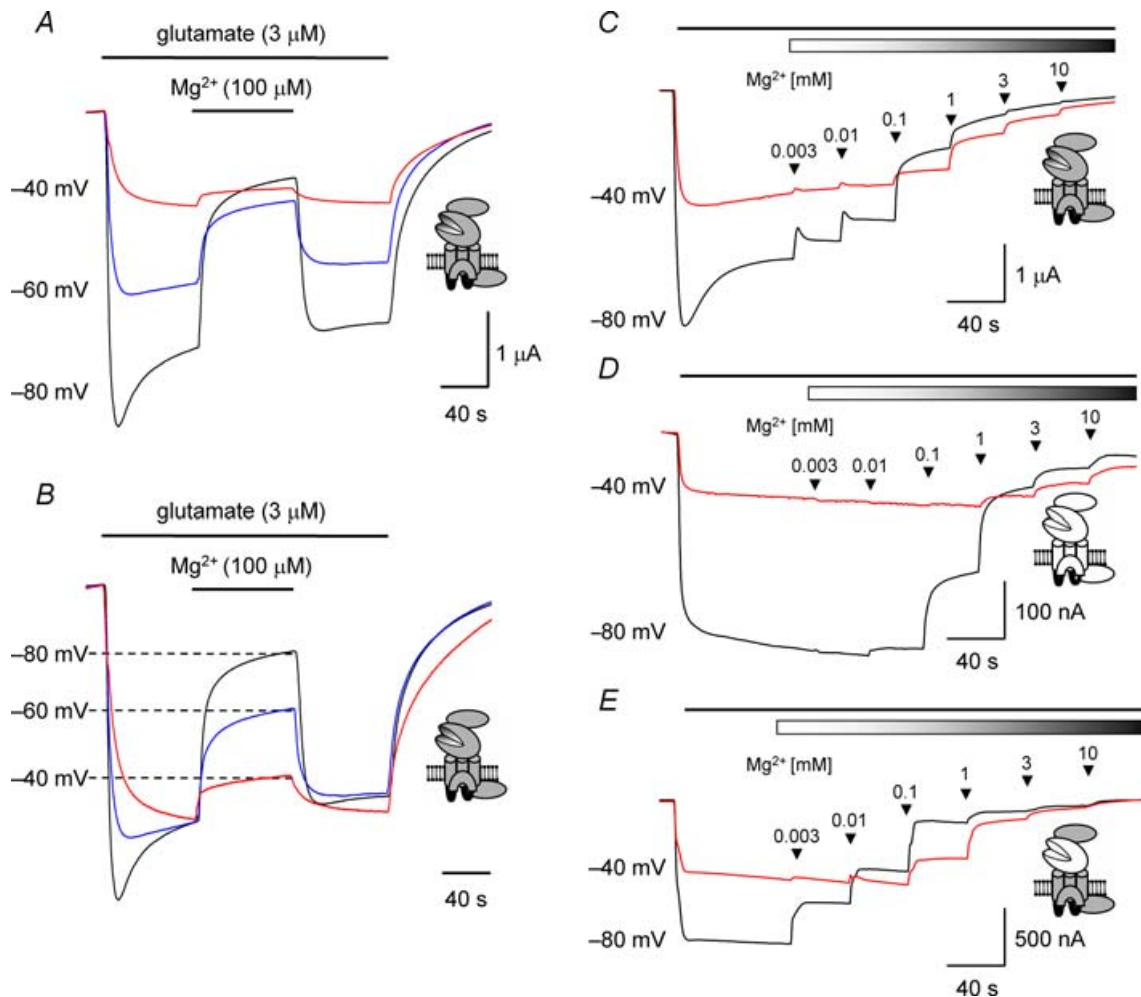 A
glutamate (3 μM)
Mg2+ (100 μM)
–40 mV
–60 mV
–80 mV
1 μA
40 s
B
glutamate (3 μM)
Mg2+ (100 μM)
–80 mV
–60 mV
–40 mV
40 s
C
Mg2+ [mM]
0.003
0.01
0.1
1
3
10
–40 mV
–80 mV
1 μA
40 s
D
Mg2+ [mM]
0.003
0.01
0.1
1
3
10
–40 mV
–80 mV
100 nA
40 s
E
Mg2+ [mM]
0.003
0.01
0.1
1
3
10
–40 mV
–80 mV
500 nA
40 s